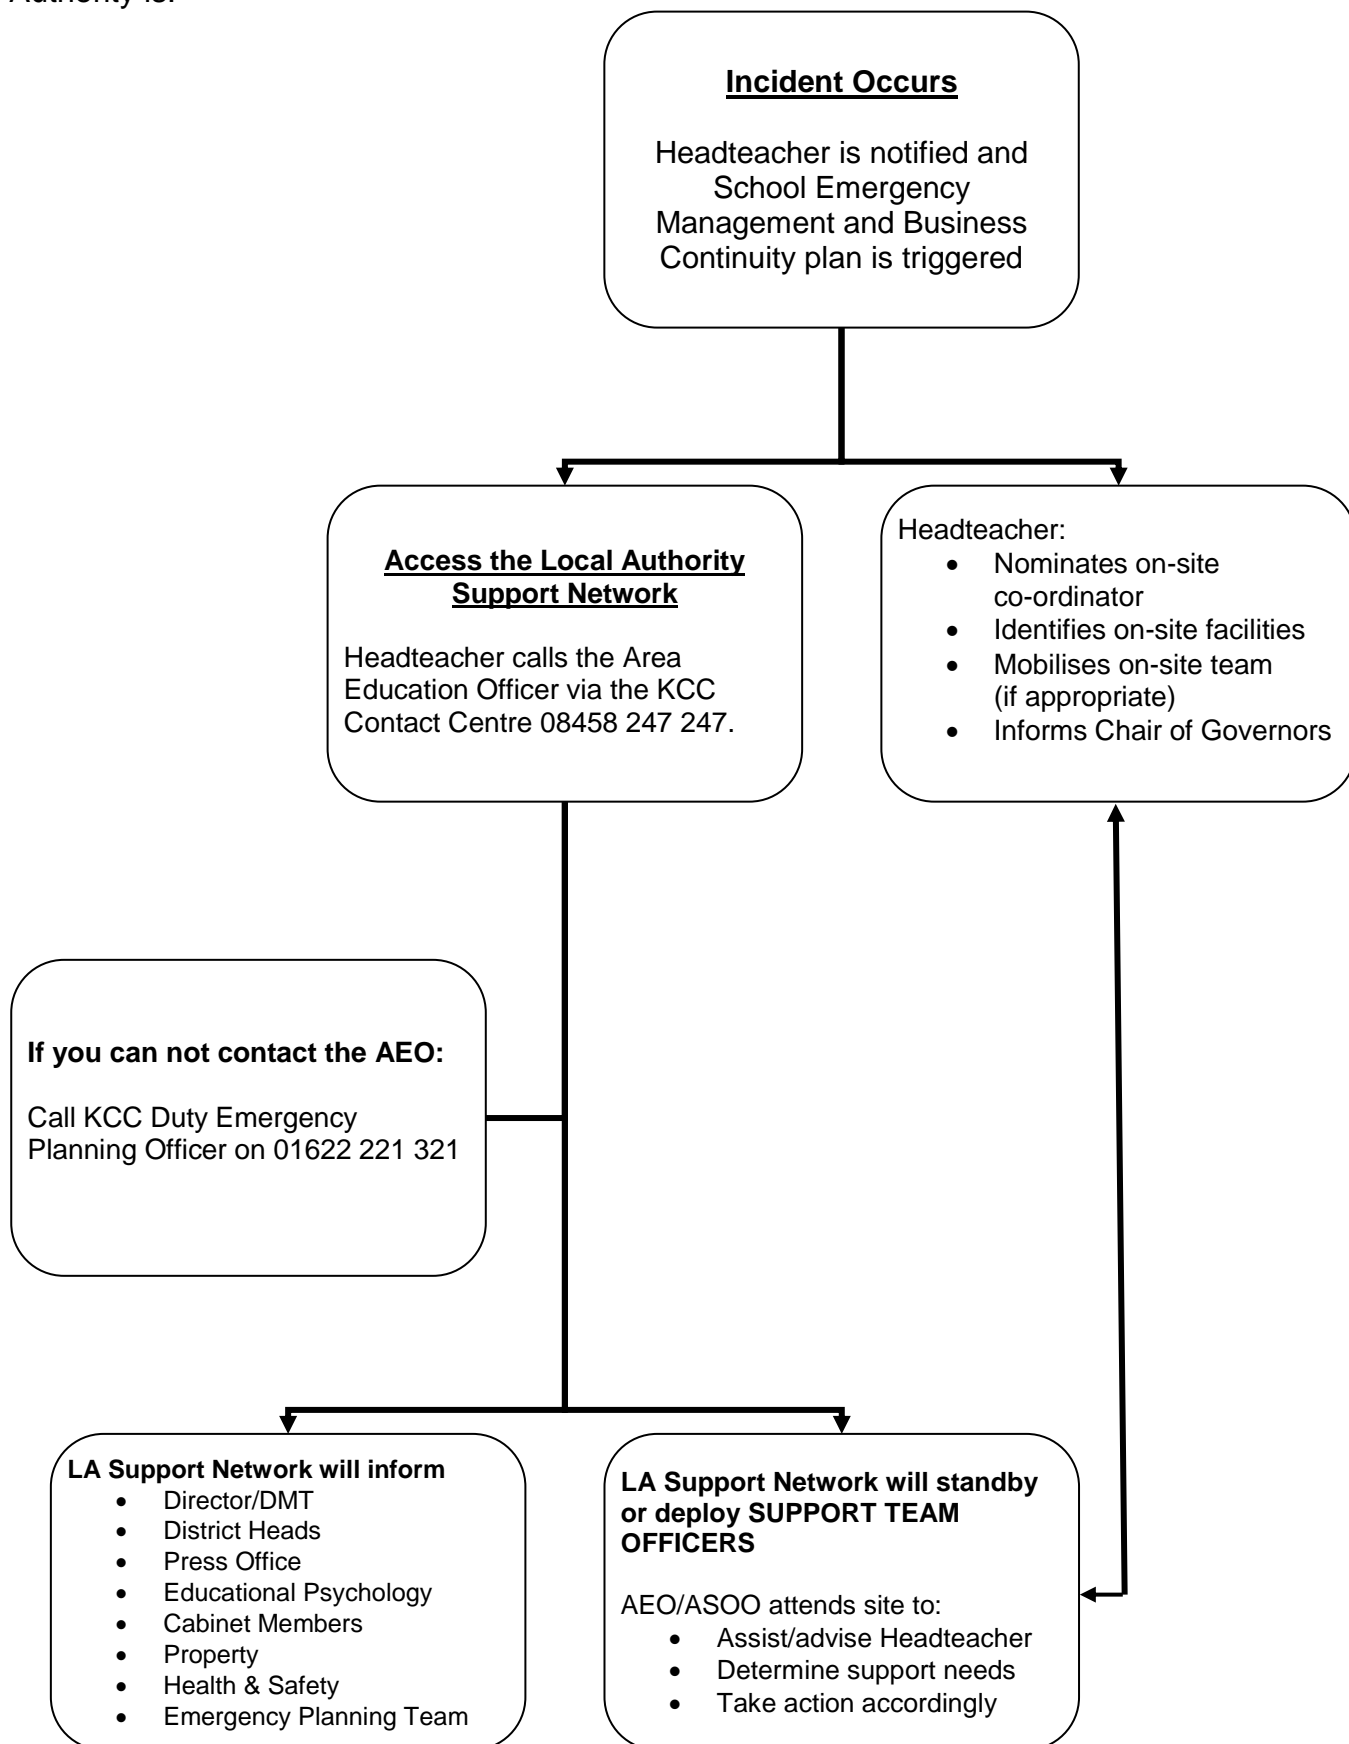 Authority is:
Incident Occurs
Headteacher is notified and
School Emergency
Management and Business
Continuity plan is triggered
Access the Local Authority
Support Network
Headteacher calls the Area
Education Officer via the KCC
Contact Centre 08458 247 247.
Headteacher:
• Nominates on-site
co-ordinator
• Identifies on-site facilities
• Mobilises on-site team
(if appropriate)
• Informs Chair of Governors
If you can not contact the AEO:
Call KCC Duty Emergency
Planning Officer on 01622 221 321
LA Support Network will inform
• Director/DMT
• District Heads
• Press Office
• Educational Psychology
• Cabinet Members
• Property
• Health & Safety
• Emergency Planning Team
LA Support Network will standby
or deploy SUPPORT TEAM
OFFICERS
AEO/ASOO attends site to:
• Assist/advise Headteacher
• Determine support needs
• Take action accordingly